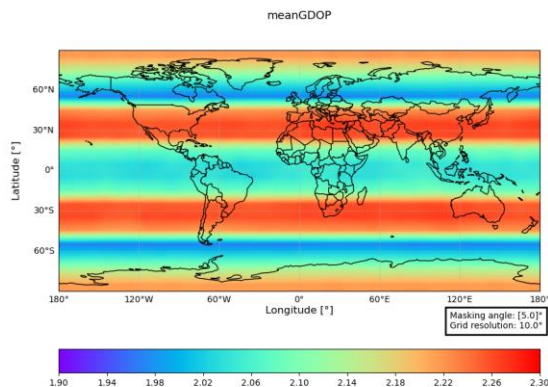 meanGDOP
60°N
30°N
0°
30°S
60°S
Latitude [°]
180° 120°W 60°W 0° 60°E 120°E 180°
Longitude [°]
Masking angle: [5.0]°
Grid resolution: 10.0°
1.90 1.94 1.98 2.02 2.06 2.10 2.14 2.18 2.22 2.26 2.30